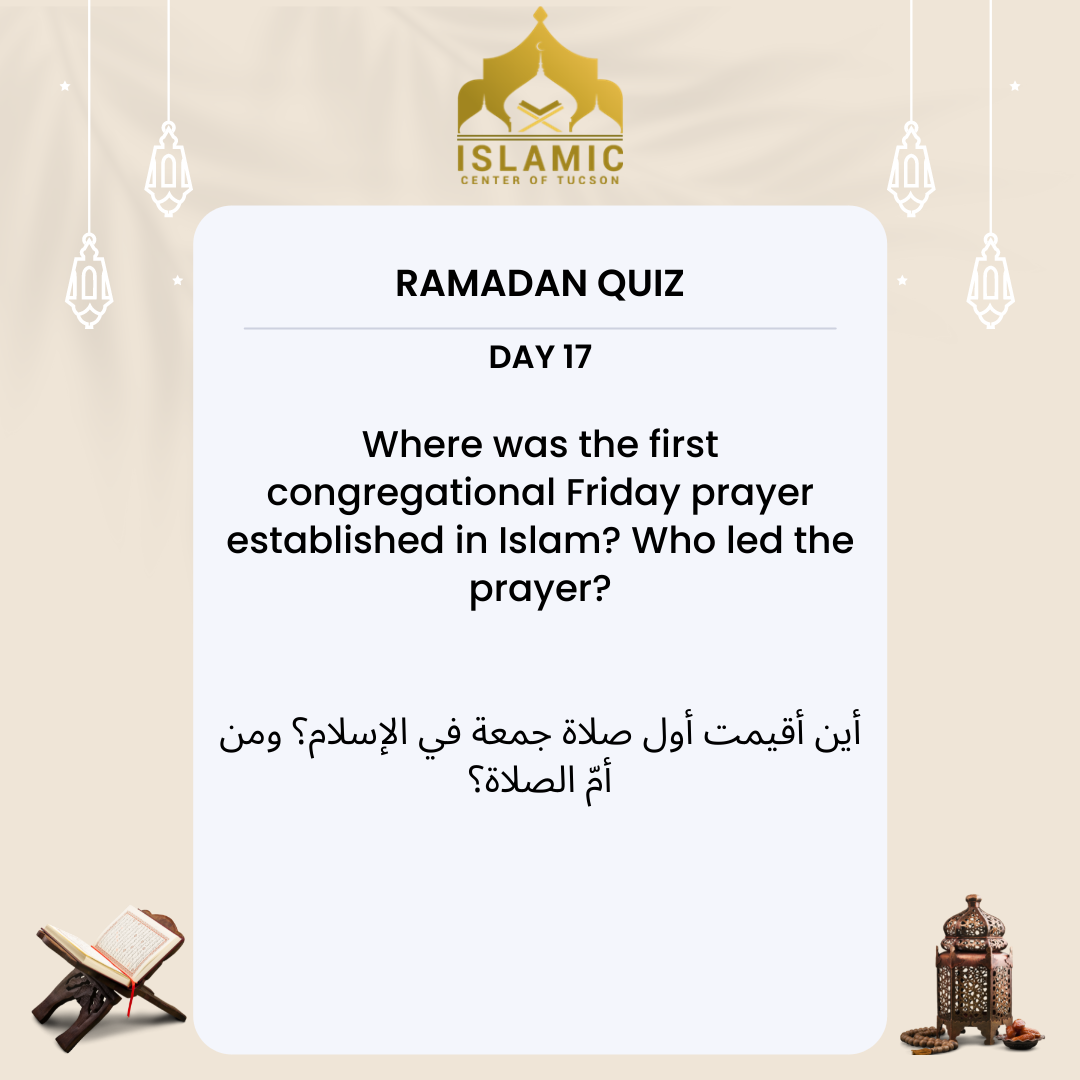 ISLAMIC
CENTER OF TUCSON
RAMADAN QUIZ
DAY 17
Where was the first
congregational Friday prayer
established in Islam? Who led the
prayer?
أين أقيمت أول صلاة جمعة في الإسلام؟ ومن
أمّ الصلاة؟